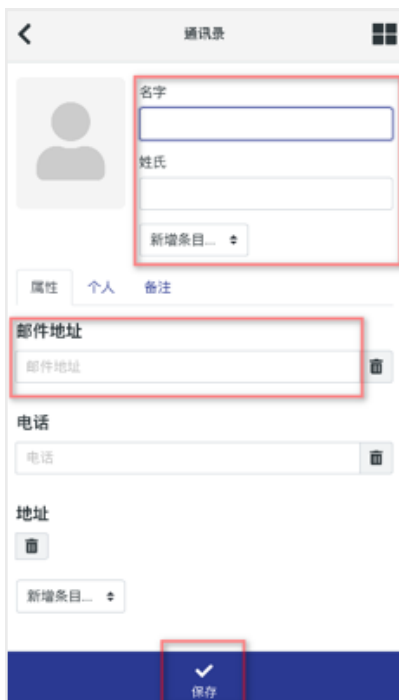 通讯录
名字
姓氏
新增条目...
属性 个人 备注
邮件地址
邮件地址
电话
电话
地址
新增条目...
保存